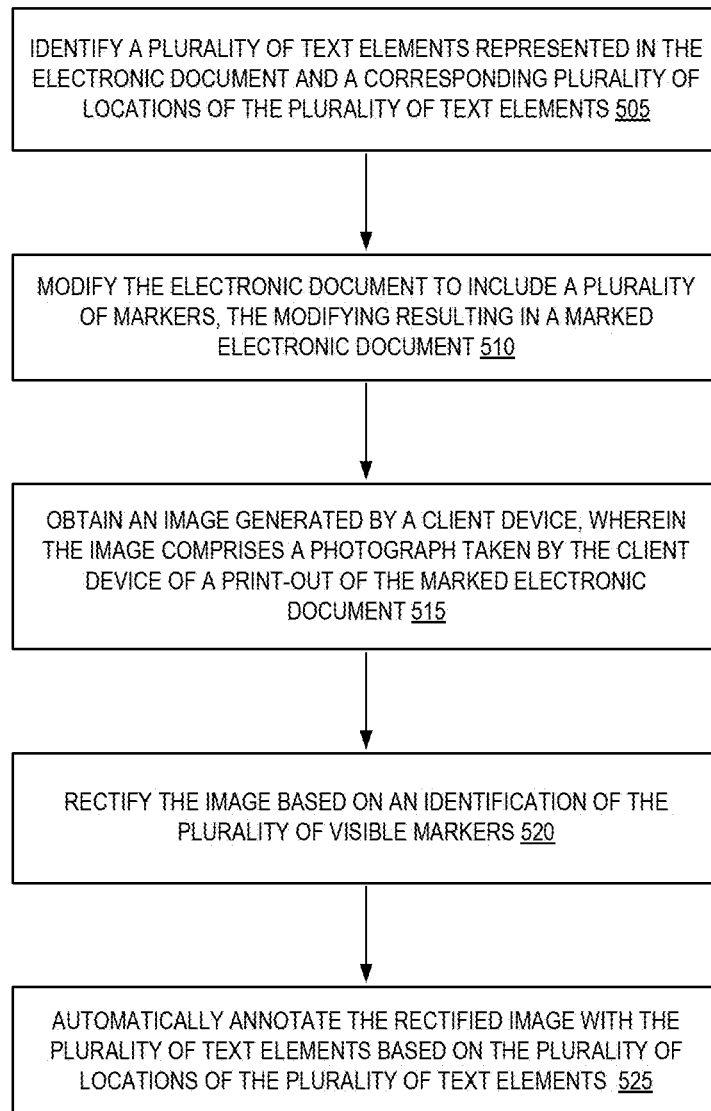 IDENTIFY A PLURALITY OF TEXT ELEMENTS REPRESENTED IN THE
ELECTRONIC DOCUMENT AND A CORRESPONDING PLURALITY OF
LOCATIONS OF THE PLURALITY OF TEXT ELEMENTS 505
MODIFY THE ELECTRONIC DOCUMENT TO INCLUDE A PLURALITY
OF MARKERS, THE MODIFYING RESULTING IN A MARKED
ELECTRONIC DOCUMENT 510
OBTAIN AN IMAGE GENERATED BY A CLIENT DEVICE, WHEREIN
THE IMAGE COMPRISES A PHOTOGRAPH TAKEN BY THE CLIENT
DEVICE OF A PRINT-OUT OF THE MARKED ELECTRONIC
DOCUMENT 515
RECTIFY THE IMAGE BASED ON AN IDENTIFICATION OF THE
PLURALITY OF VISIBLE MARKERS 520
AUTOMATICALLY ANNOTATE THE RECTIFIED IMAGE WITH THE
PLURALITY OF TEXT ELEMENTS BASED ON THE PLURALITY OF
LOCATIONS OF THE PLURALITY OF TEXT ELEMENTS 525